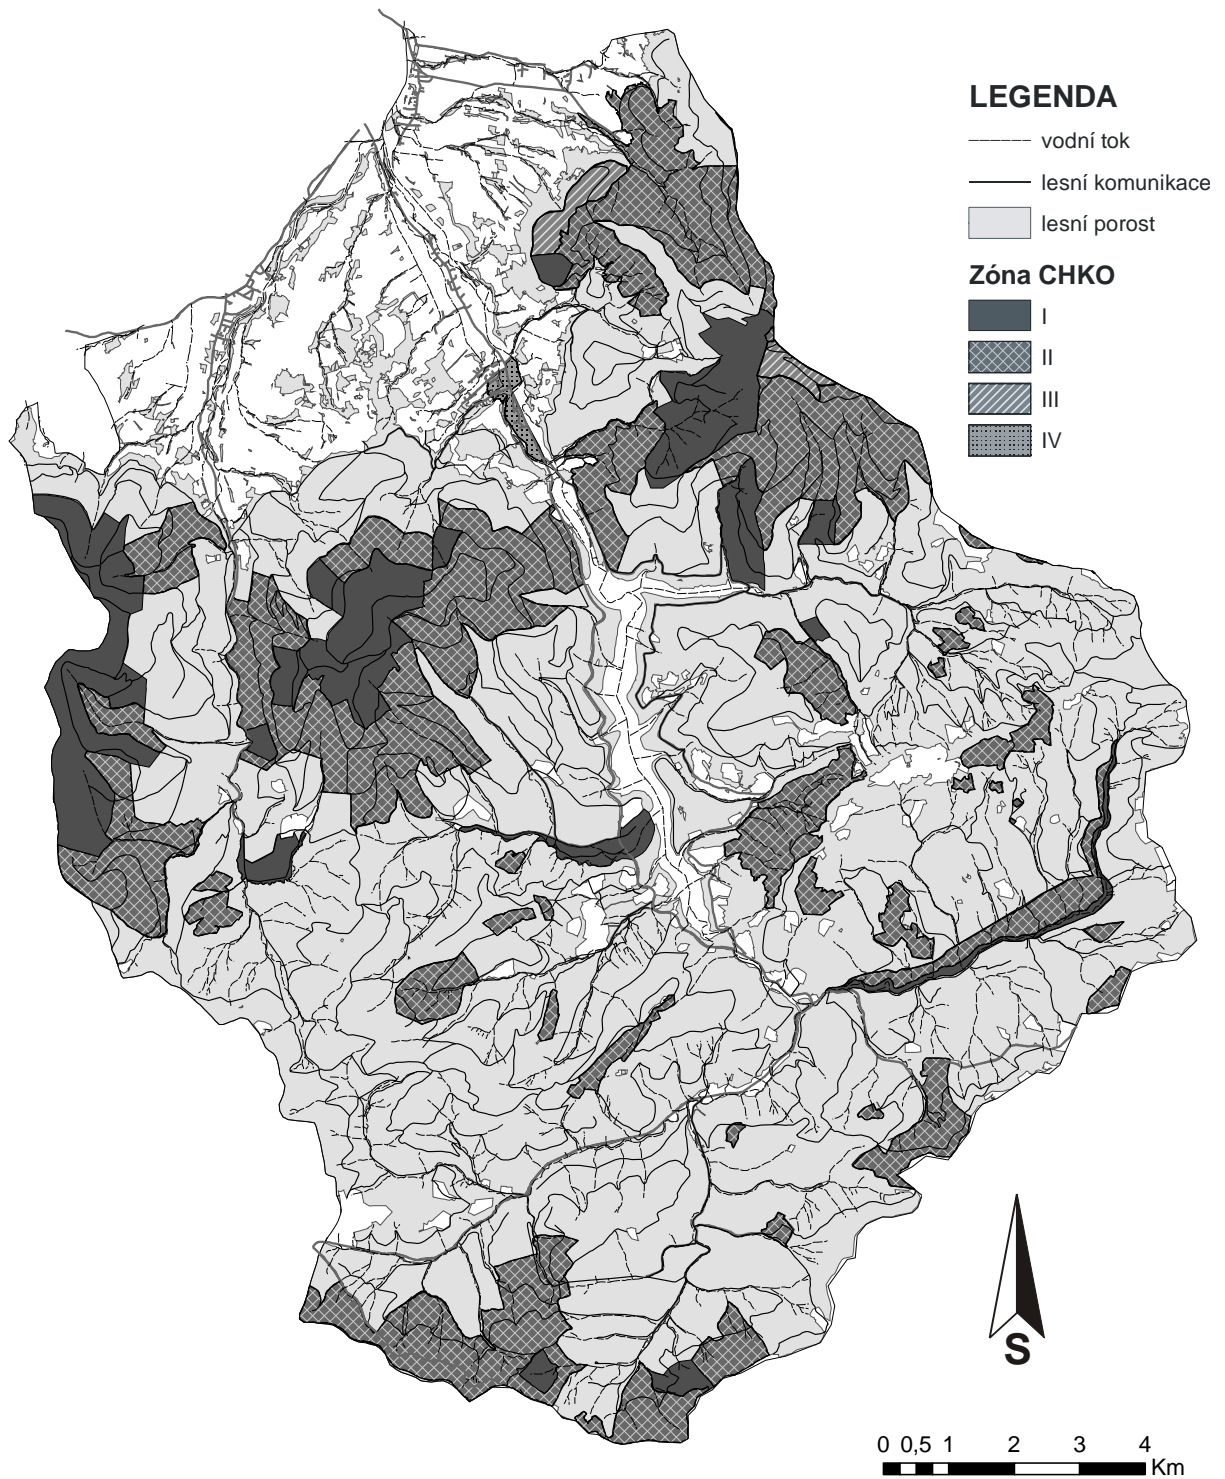 LEGENDA
vodní tok
lesní komunikace
lesní porost
Zóna CHKO
I
II
III
IV
S
0 0,5 1 2 3 4
Km